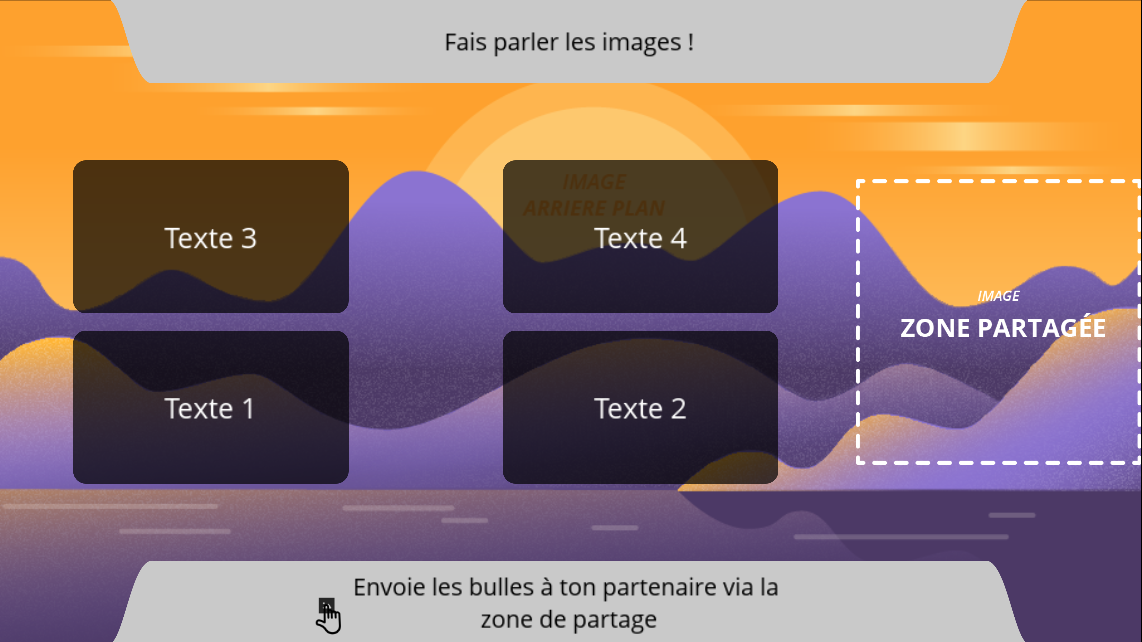 Fais parler les images !
IMAGE
ARRIERE PLAN
Texte 3
Texte 4
IMAGE
ZONE PARTAGÉE
Texte 1
Texte 2
Envoie les bulles à ton partenaire via la
zone de partage